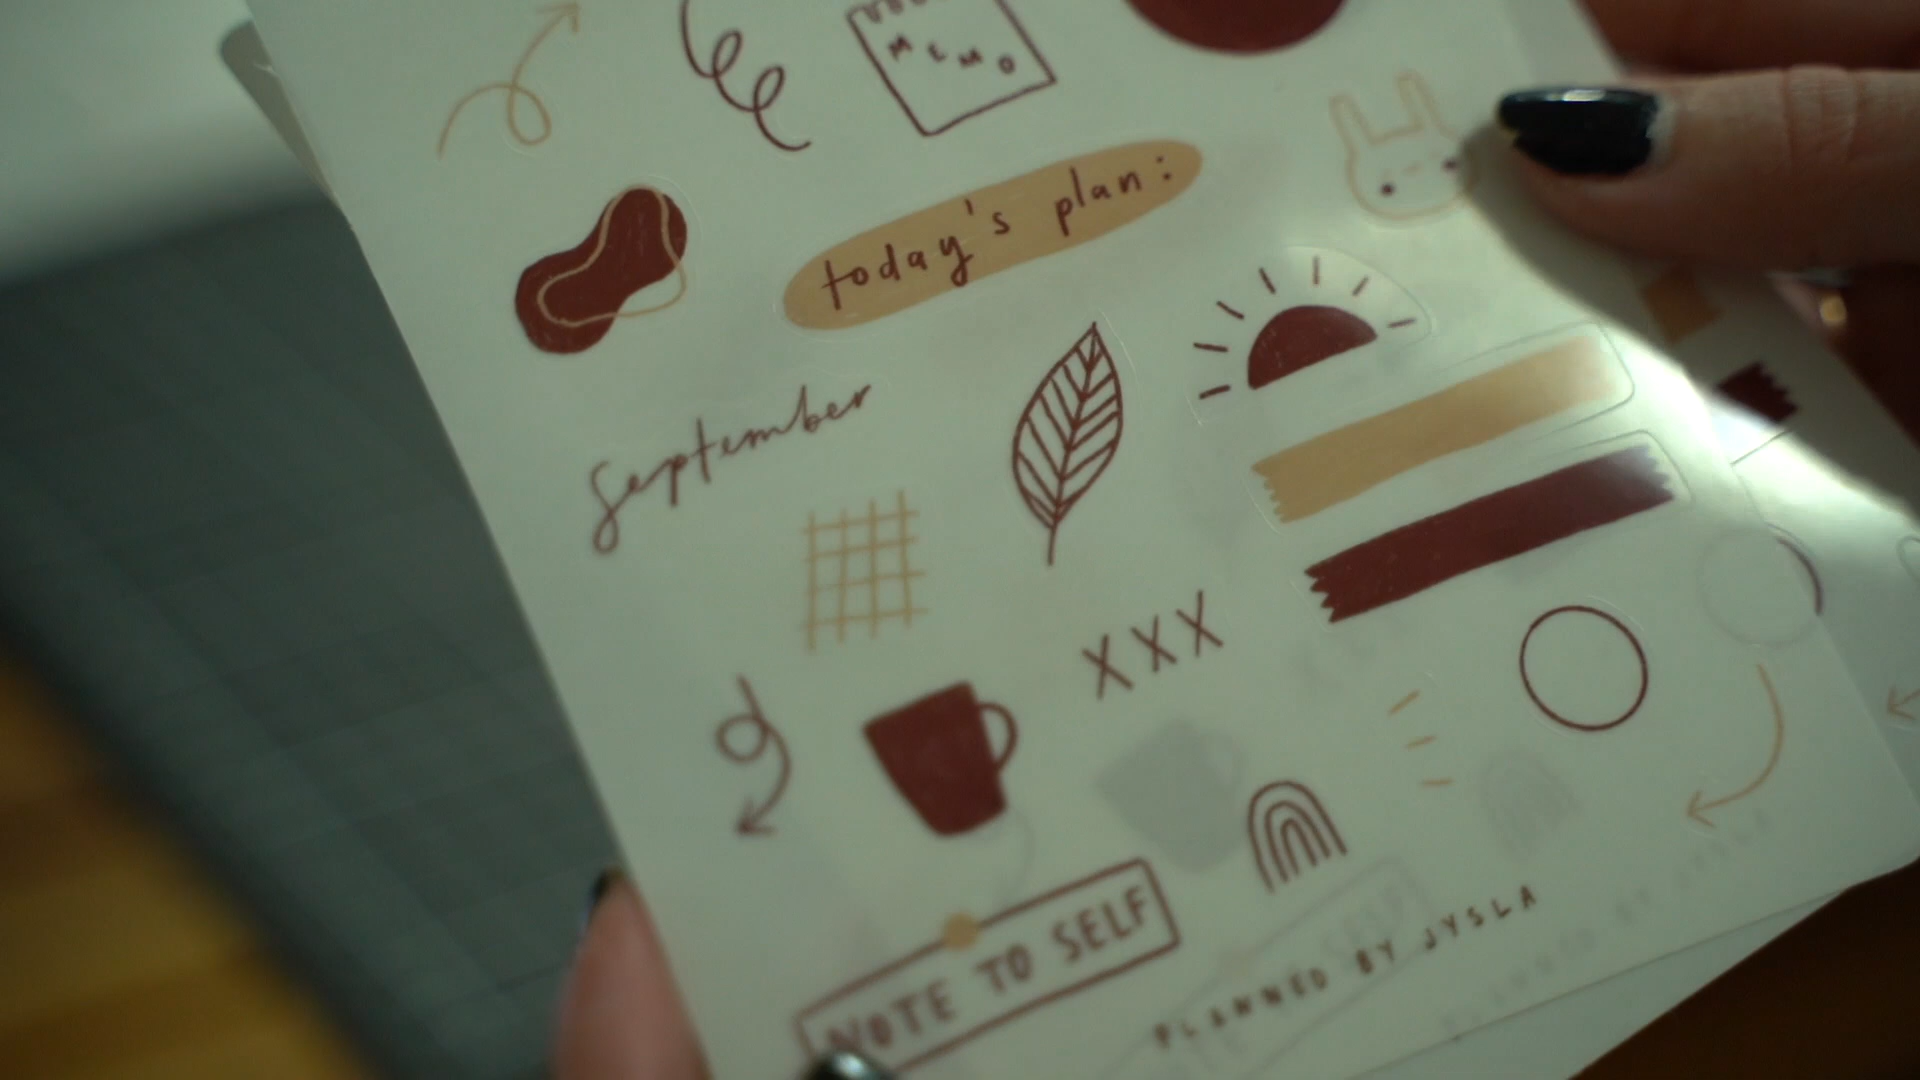 MEMO
today's plan:
September
XXX
NOTE TO SELF
PLANNED BY JYSLA